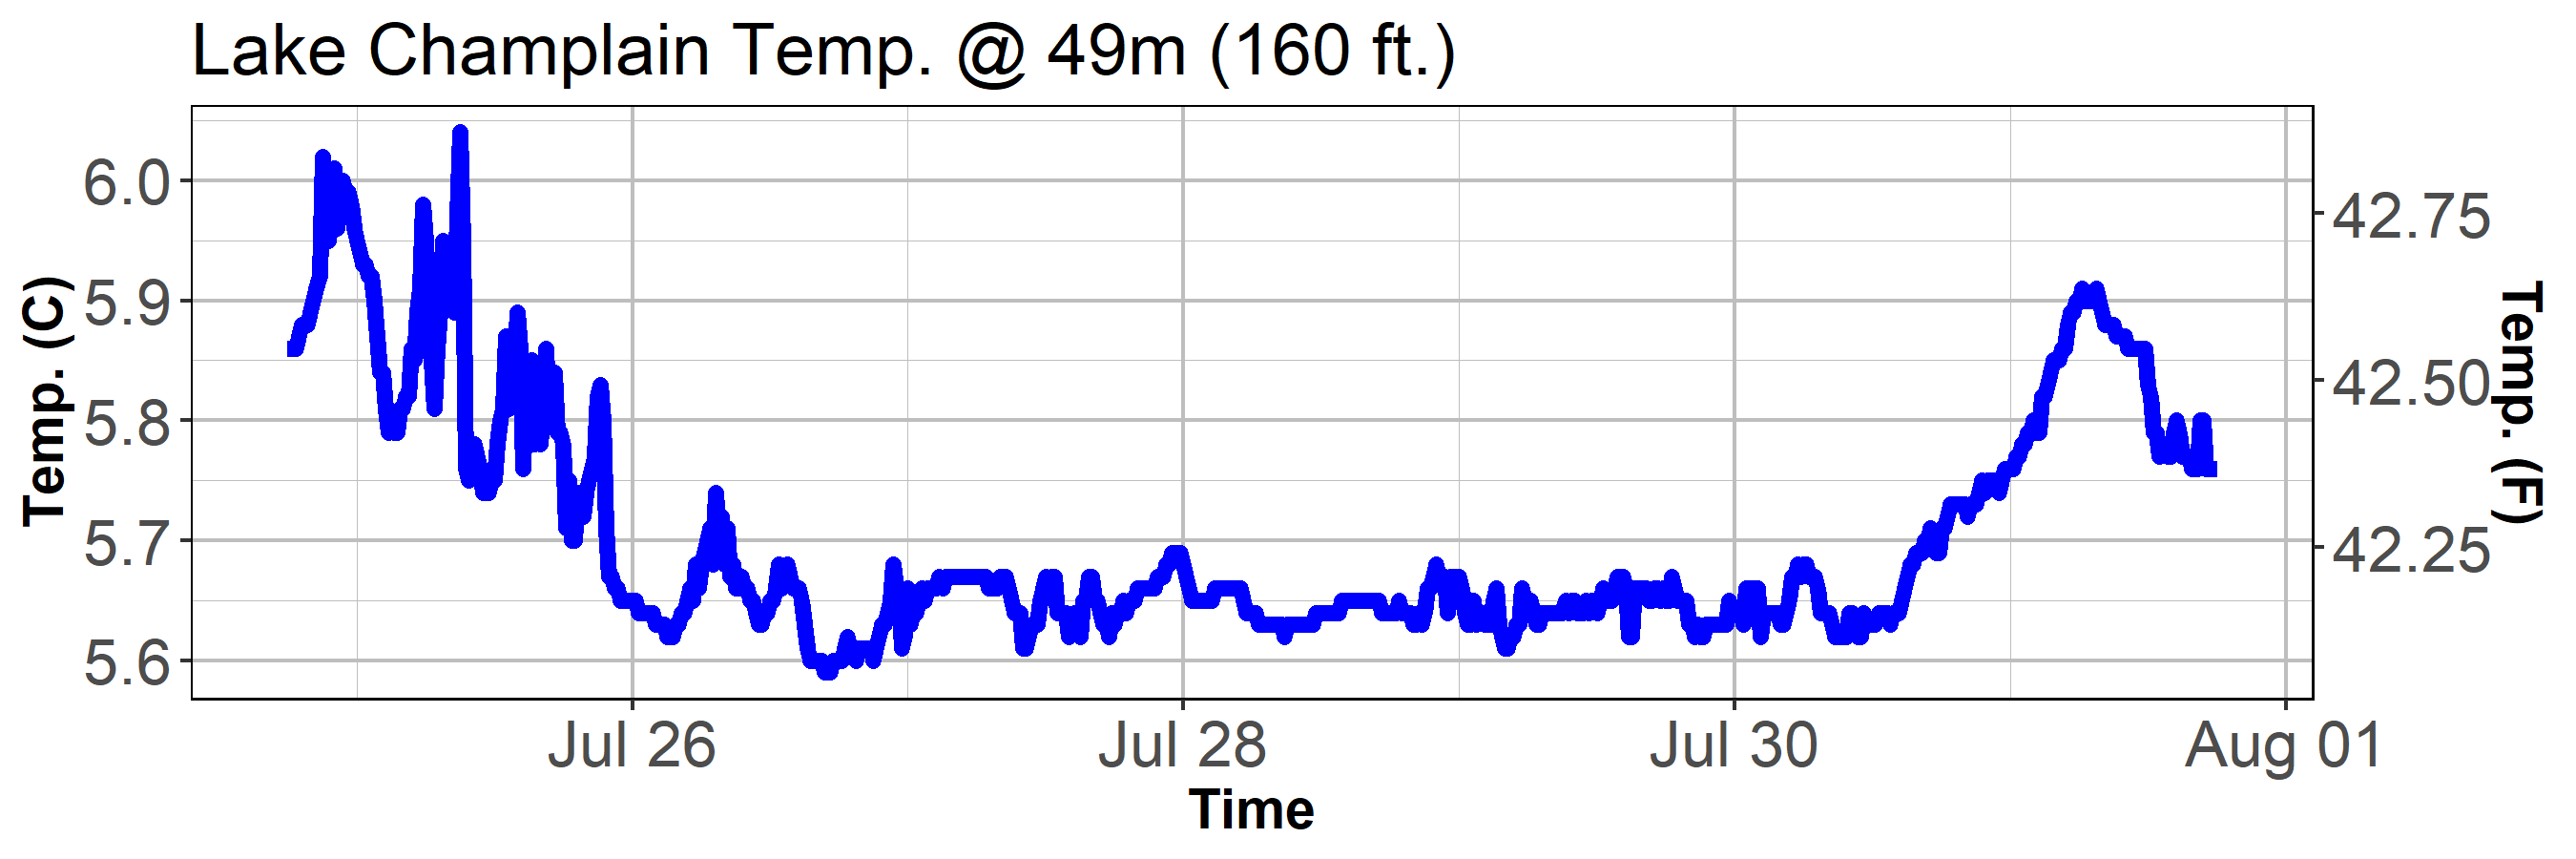 Lake Champlain Temp. @ 49m (160 ft.)
Temp. (C)
6.0
5.9
5.8
5.7
5.6
42.75
42.50
42.25
Temp. (F)
Jul 26
Jul 28
Jul 30
Aug 01
Time